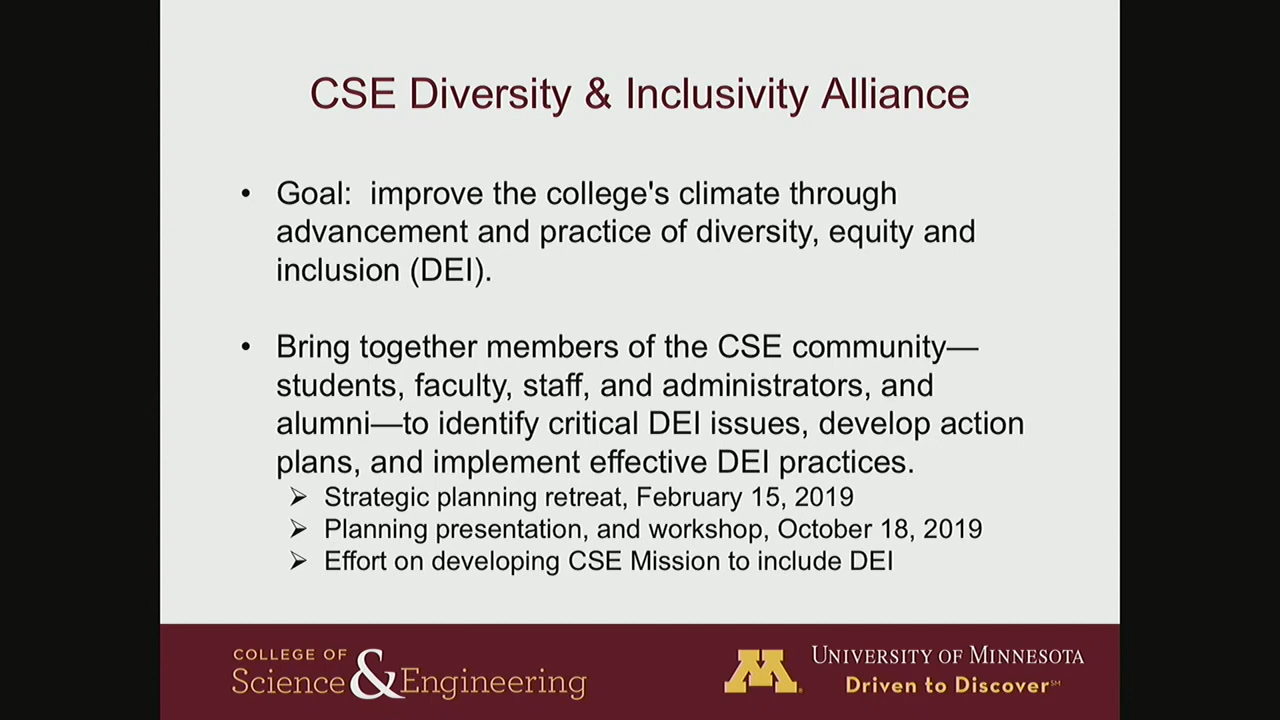 CSE Diversity & Inclusivity Alliance
• Goal:  improve the college's climate through
advancement and practice of diversity, equity and
inclusion (DEI).
• Bring together members of the CSE community—
students, faculty, staff, and administrators, and
alumni—to identify critical DEI issues, develop action
plans, and implement effective DEI practices.
➢ Strategic planning retreat, February 15, 2019
➢ Planning presentation, and workshop, October 18, 2019
➢ Effort on developing CSE Mission to include DEI
COLLEGE OF
Science & Engineering
M
UNIVERSITY OF MINNESOTA
Driven to Discover℠